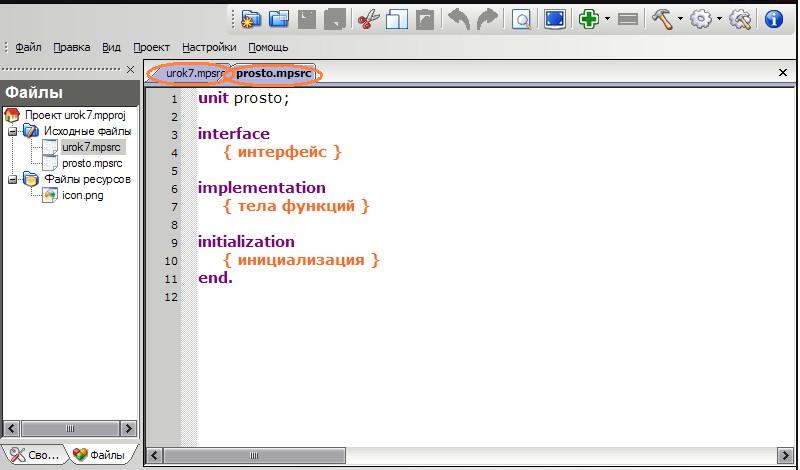 Файл Правка Вид Проект Настройки Помощь
Файлы
Проект urok7.mpproj
Исходные файлы
urok7.mpsrc
prosto.mpsrc
Файлы ресурсов
icon.png
Сво... Файлы
urok7.mpsrc prosto.mpsrc
1 unit prosto;
2
3 interface
4 { интерфейс }
5
6 implementation
7 { тела функций }
8
9 initialization
10 { инициализация }
11 end.
12